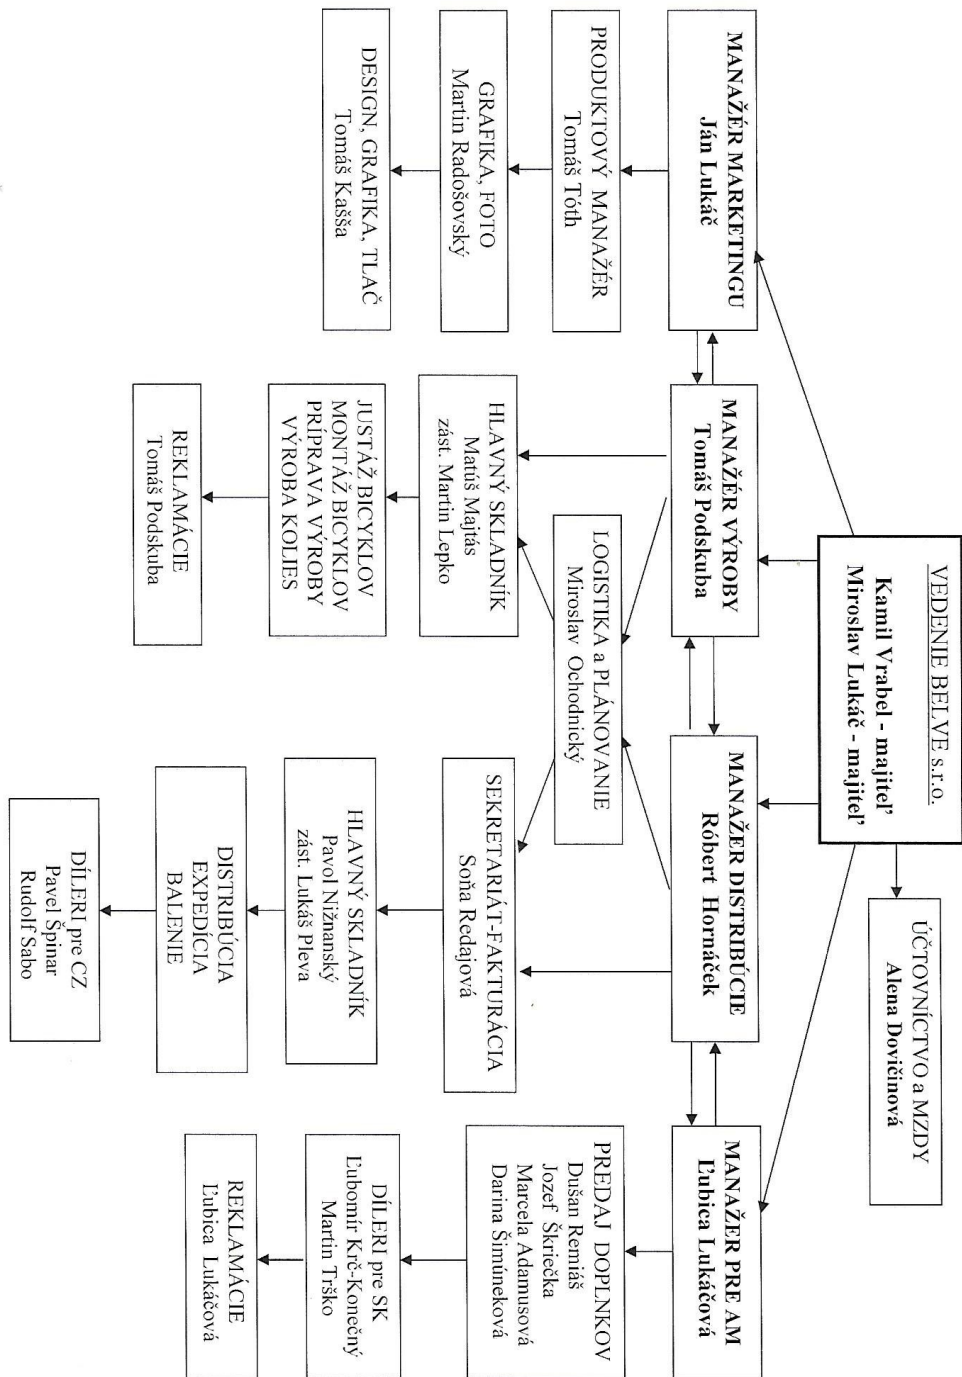 VEDENIE BELVE s.r.o.
Kamil Vrabel - majiteľ
Miroslav Lukáč - majiteľ
ÚČTOVNÍCTVO a MZDY
Alena Dovičinová
MANAŽÉR MARKETINGU
Ján Lukáč
MANAŽÉR VÝROBY
Tomáš Podskuba
MANAŽER DISTRIBÚCIE
Róbert Hornáček
MANAŽÉR PRE AM
Ľubica Lukáčová
PRODUKTOVÝ MANAŽÉR
Tomáš Tóth
GRAFIKA, FOTO
Martin Radošovský
DESIGN, GRAFIKA, TLAČ
Tomáš Kašša
LOGISTIKA a PLÁNOVANIE
Miroslav Ochodnický
HLAVNÝ SKLADNÍK
Matúš Majtás
zást. Martin Lepko
JUSTÁŽ BICYKLOV
MONTÁŽ BICYKLOV
PRÍPRAVA VÝROBY
VÝROBA KOLIES
REKLAMÁCIE
Tomáš Podskuba
SEKRETARIÁT-FAKTURÁCIA
Soňa Redajová
HLAVNÝ SKLADNÍK
Pavol Nižnanský
zást. Lukáš Pleva
DISTRIBÚCIA
EXPEDÍCIA
BALENIE
DÍLERI pre CZ
Pavel Špinar
Rudolf Sabo
PREDAJ DOPLNKOV
Dušan Remiáš
Jozef Škriečka
Marcela Adamusová
Darina Šimúneková
DÍLERI pre SK
Ľubomír Krč-Konečný
Martin Trško
REKLAMÁCIE
Ľubica Lukáčová